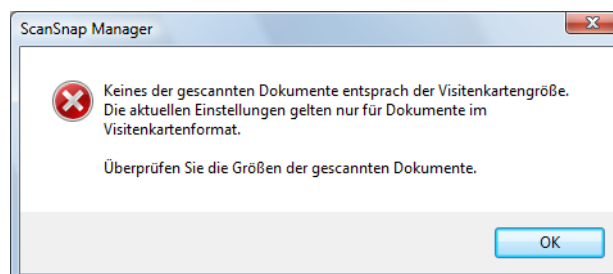 ScanSnap Manager
Keines der gescannten Dokumente entsprach der Visitenkartengröße.
Die aktuellen Einstellungen gelten nur für Dokumente im
Visitenkartenformat.
Überprüfen Sie die Größen der gescannten Dokumente.
OK